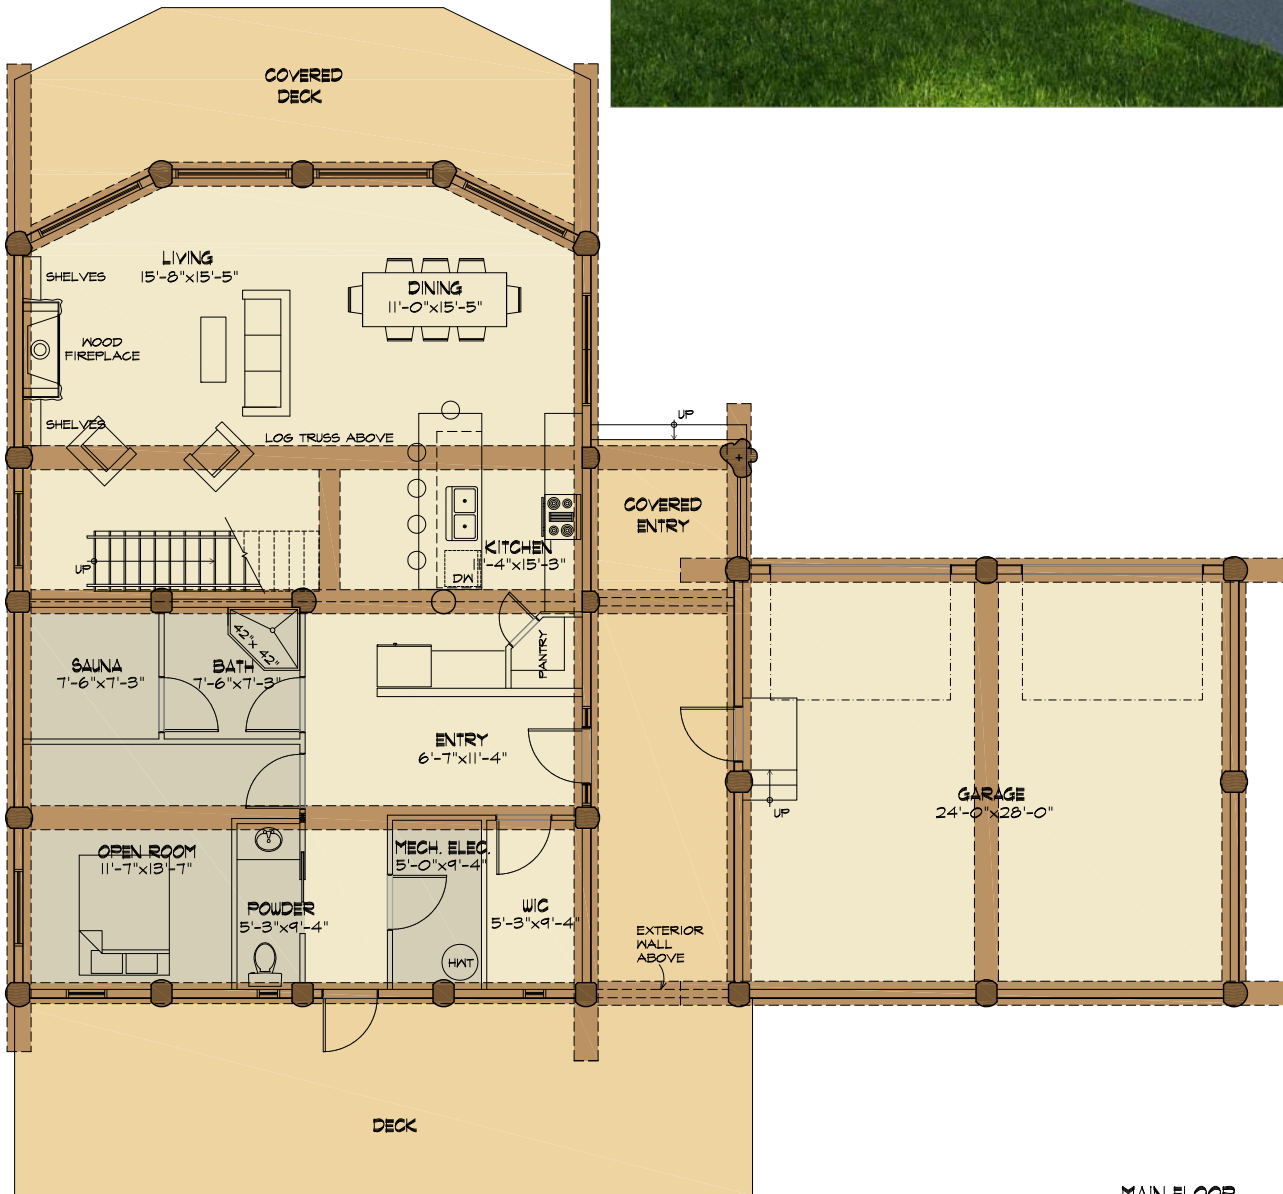 COVERED
DECK
LIVING
15'-8"x15'-5"
SHELVES
DINING
11'-0"x15'-5"
WOOD
FIREPLACE
SHELVES
LOG TRUSS ABOVE
UP
COVERED
ENTRY
KITCHEN
11'-4"x15'-3"
UP
DW
42"x 42"
PANTRY
SAUNA
7'-6"x7'-3"
BATH
7'-6"x7'-3"
ENTRY
6'-7"x11'-4"
GARAGE
24'-0"x28'-0"
UP
OPEN ROOM
11'-7"x13'-7"
MECH. ELEC.
5'-0"x9'-4"
POWDER
5'-3"x9'-4"
WIC
5'-3"x9'-4"
EXTERIOR
WALL
ABOVE
HWT
DECK
MAIN FLOOR